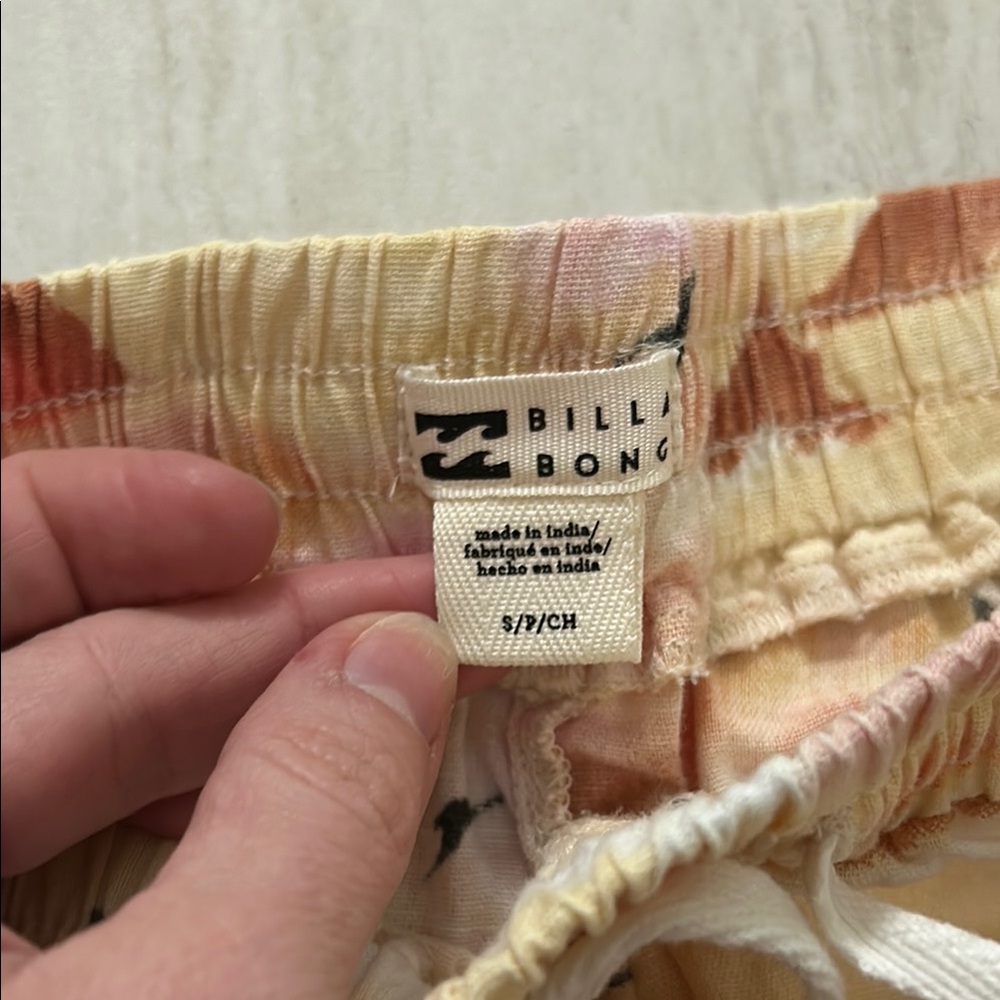 BILLA
BONG
made in india/
fabriqué en inde/
hecho en india
S/P/CH